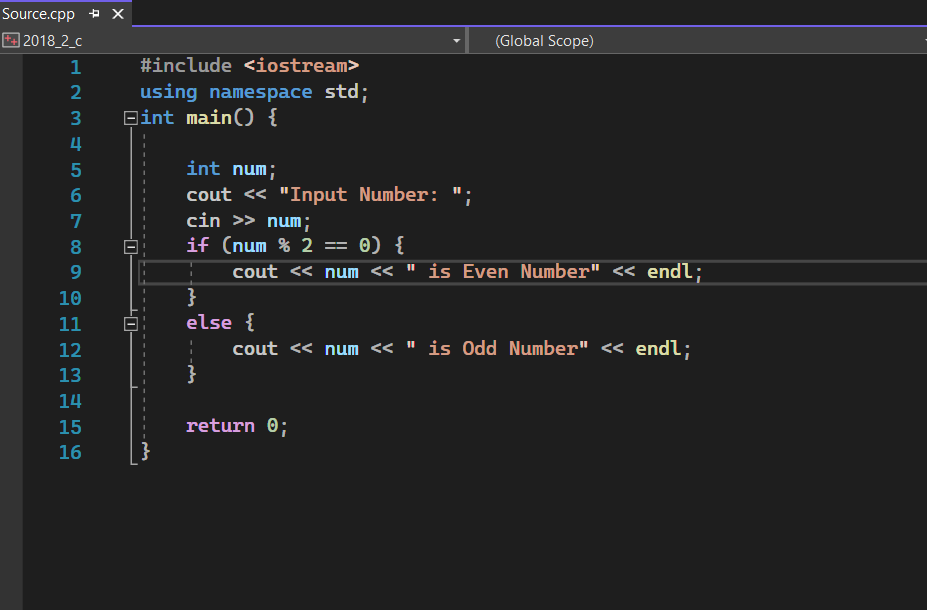 Source.cpp
2018_2_c (Global Scope)
1 #include <iostream>
2 using namespace std;
3 int main() {
4
5     int num;
6     cout << "Input Number: ";
7     cin >> num;
8     if (num % 2 == 0) {
9         cout << num << " is Even Number" << endl;
10     }
11     else {
12         cout << num << " is Odd Number" << endl;
13     }
14
15     return 0;
16 }